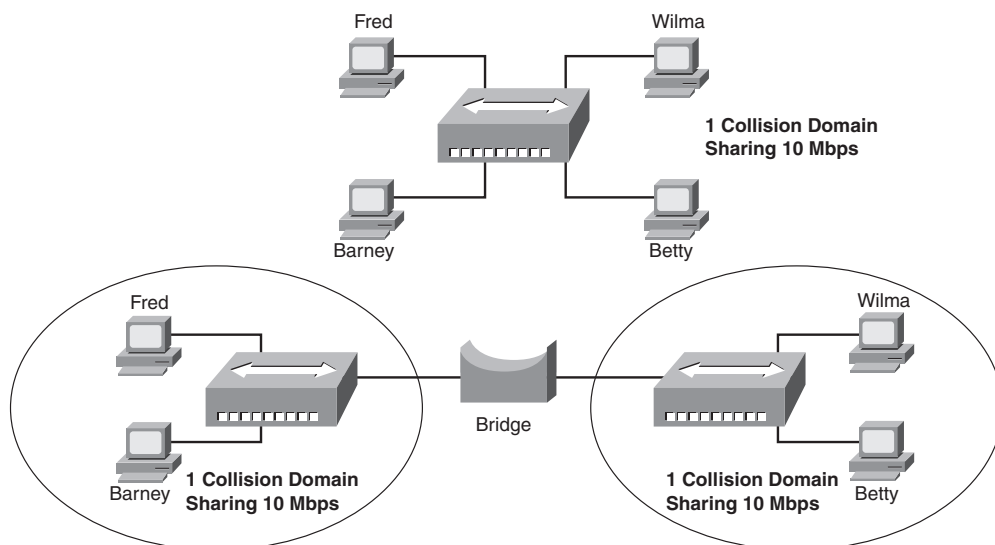 Fred
Wilma
1 Collision Domain
Sharing 10 Mbps
Barney
Betty
Fred
Wilma
Bridge
Barney
1 Collision Domain
Sharing 10 Mbps
1 Collision Domain
Sharing 10 Mbps
Betty